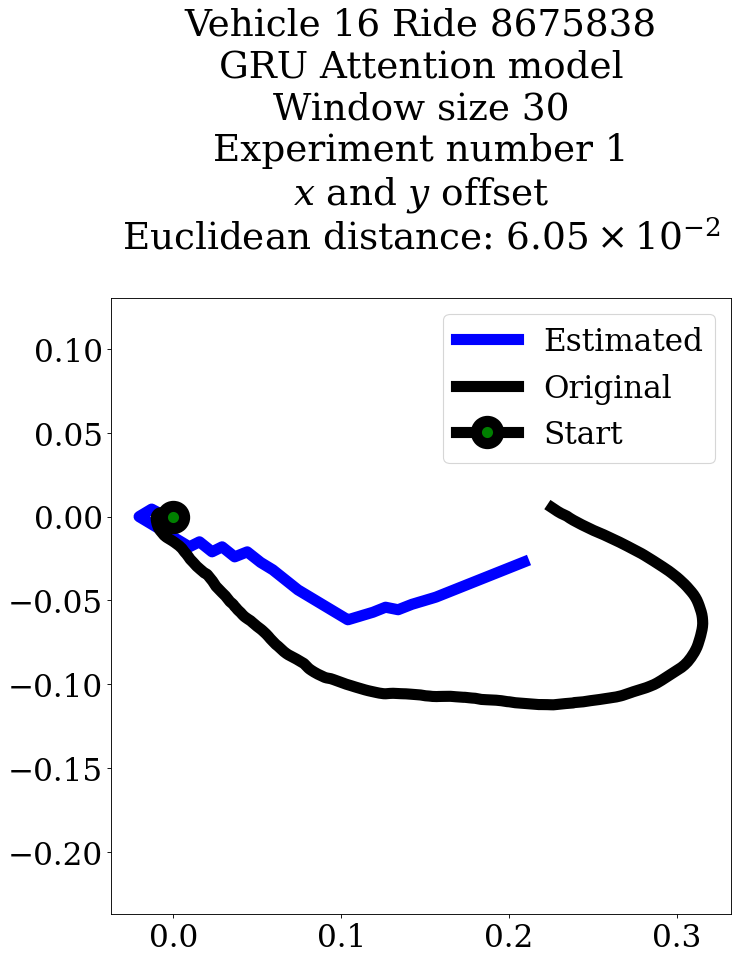 Vehicle 16 Ride 8675838
GRU Attention model
Window size 30
Experiment number 1
x and y offset
Euclidean distance: 6.05 × 10⁻²
Estimated
Original
Start
0.10
0.05
0.00
−0.05
−0.10
−0.15
−0.20
0.0 0.1 0.2 0.3